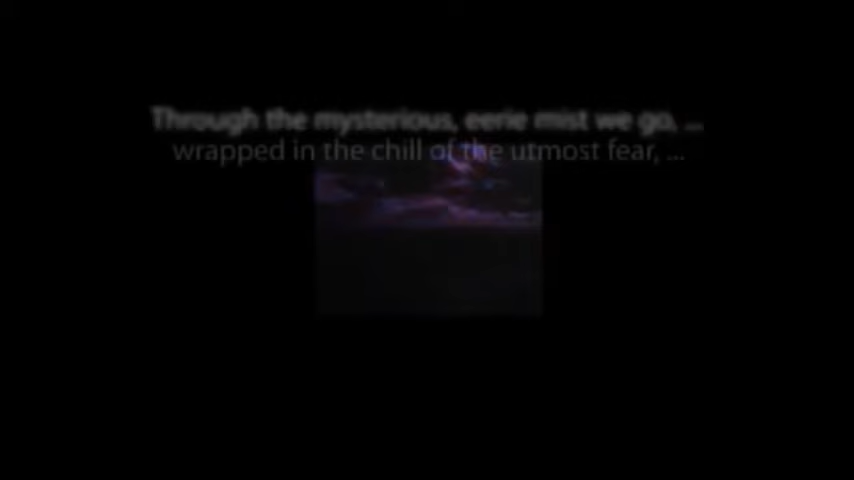 Through the mysterious, eerie mist we go, ...
wrapped in the chill of the utmost fear, ...